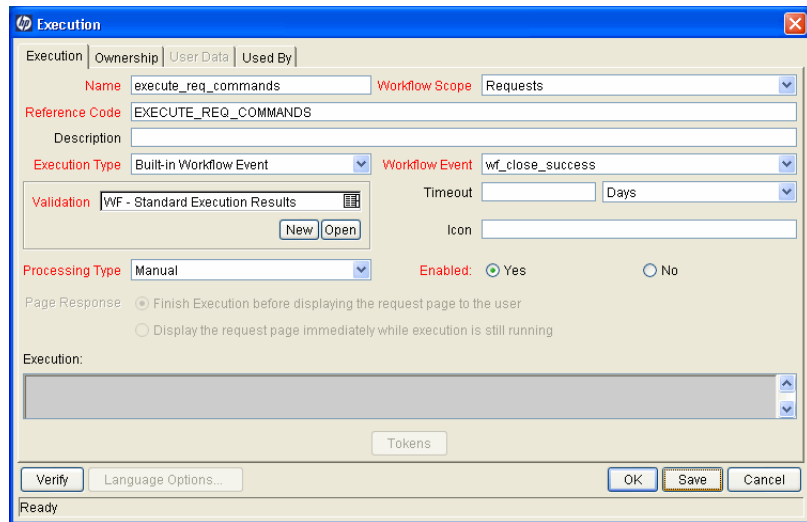 hp Execution
Execution Ownership User Data Used By
Name execute_req_commands Workflow Scope Requests
Reference Code EXECUTE_REQ_COMMANDS
Description
Execution Type Built-in Workflow Event Workflow Event wf_close_success
Validation WF - Standard Execution Results Timeout Days
New Open Icon
Processing Type Manual Enabled: Yes No
Page Response Finish Execution before displaying the request page to the user
Display the request page immediately while execution is still running
Execution:
Tokens
Verify Language Options... OK Save Cancel
Ready